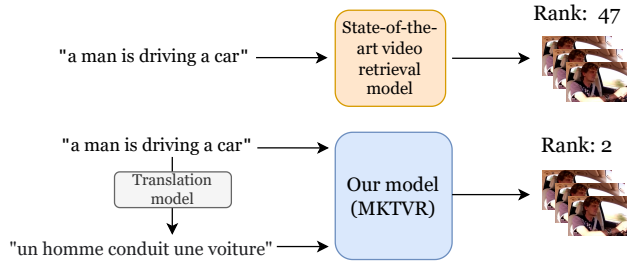 Rank: 47
"a man is driving a car"
State-of-the-
art video
retrieval
model
"a man is driving a car"
Rank: 2
Translation
model
Our model
(MKTVR)
"un homme conduit une voiture"